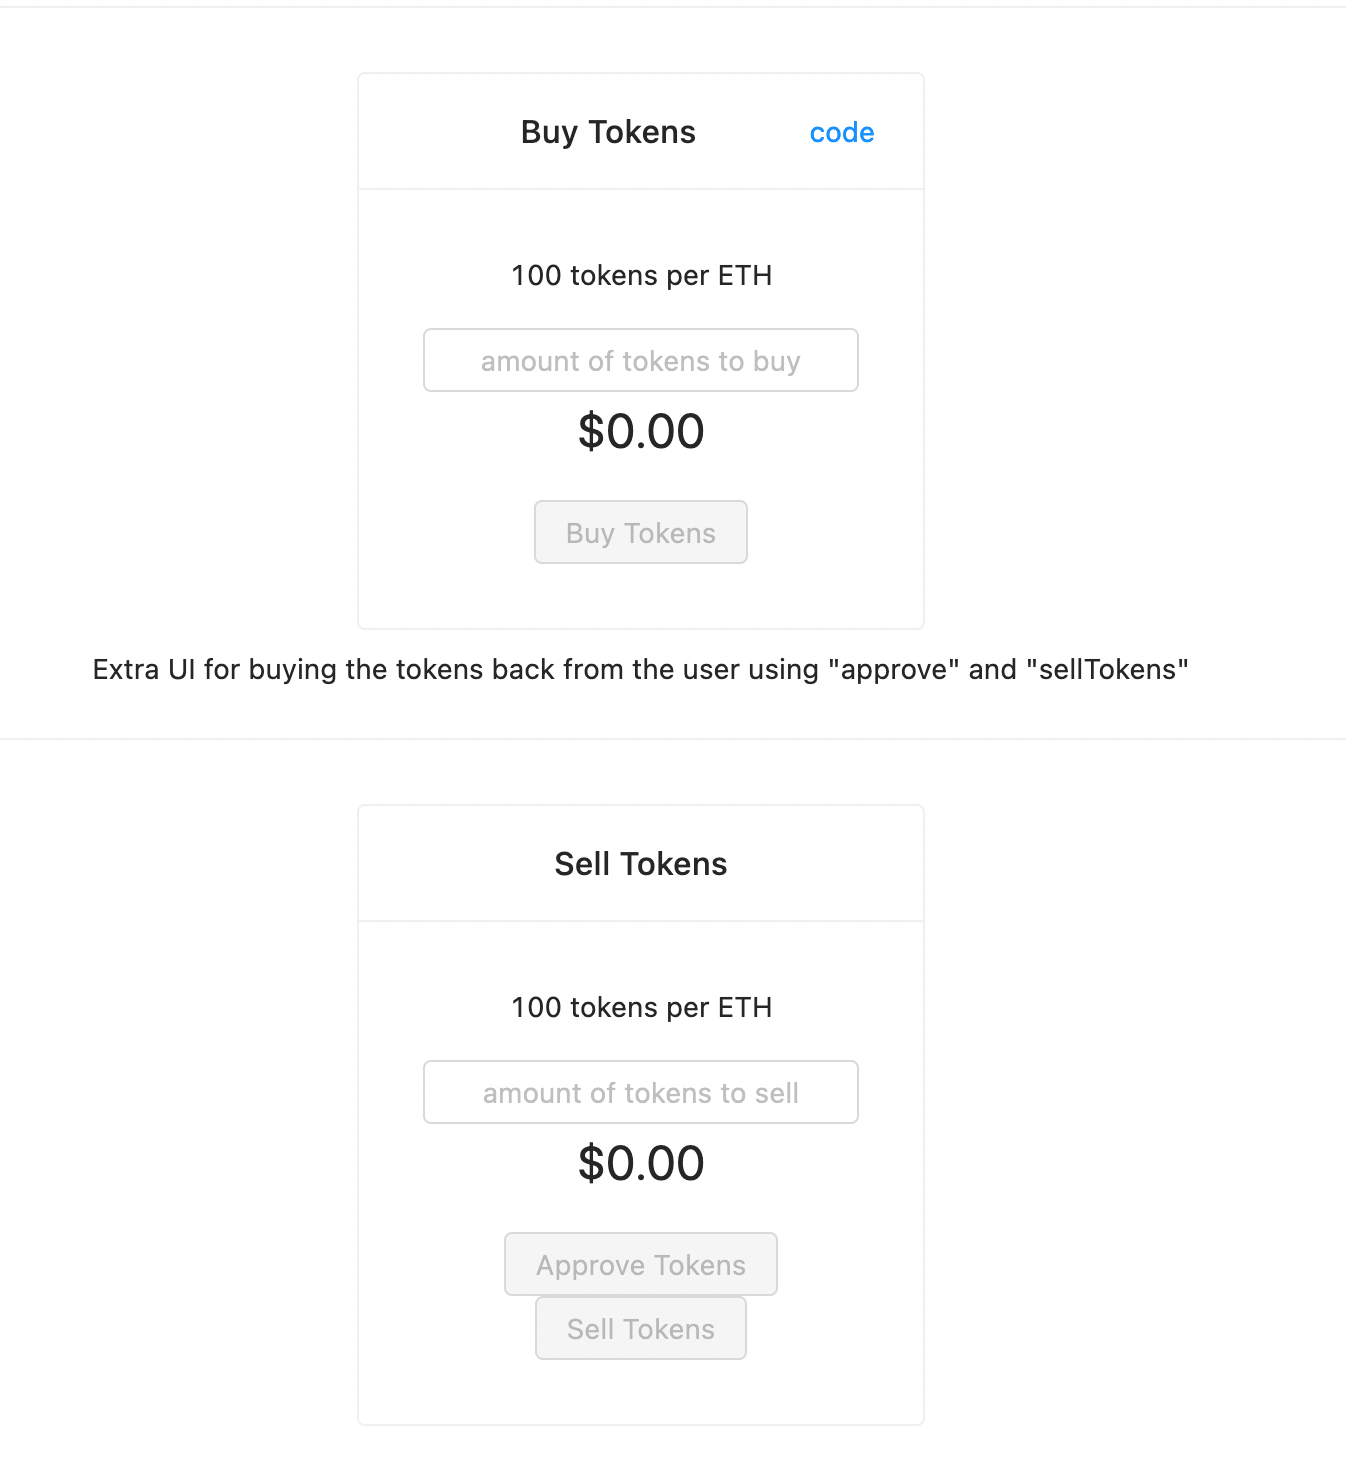 Buy Tokens code
100 tokens per ETH
amount of tokens to buy
$0.00
Buy Tokens
Extra UI for buying the tokens back from the user using "approve" and "sellTokens"
Sell Tokens
100 tokens per ETH
amount of tokens to sell
$0.00
Approve Tokens
Sell Tokens